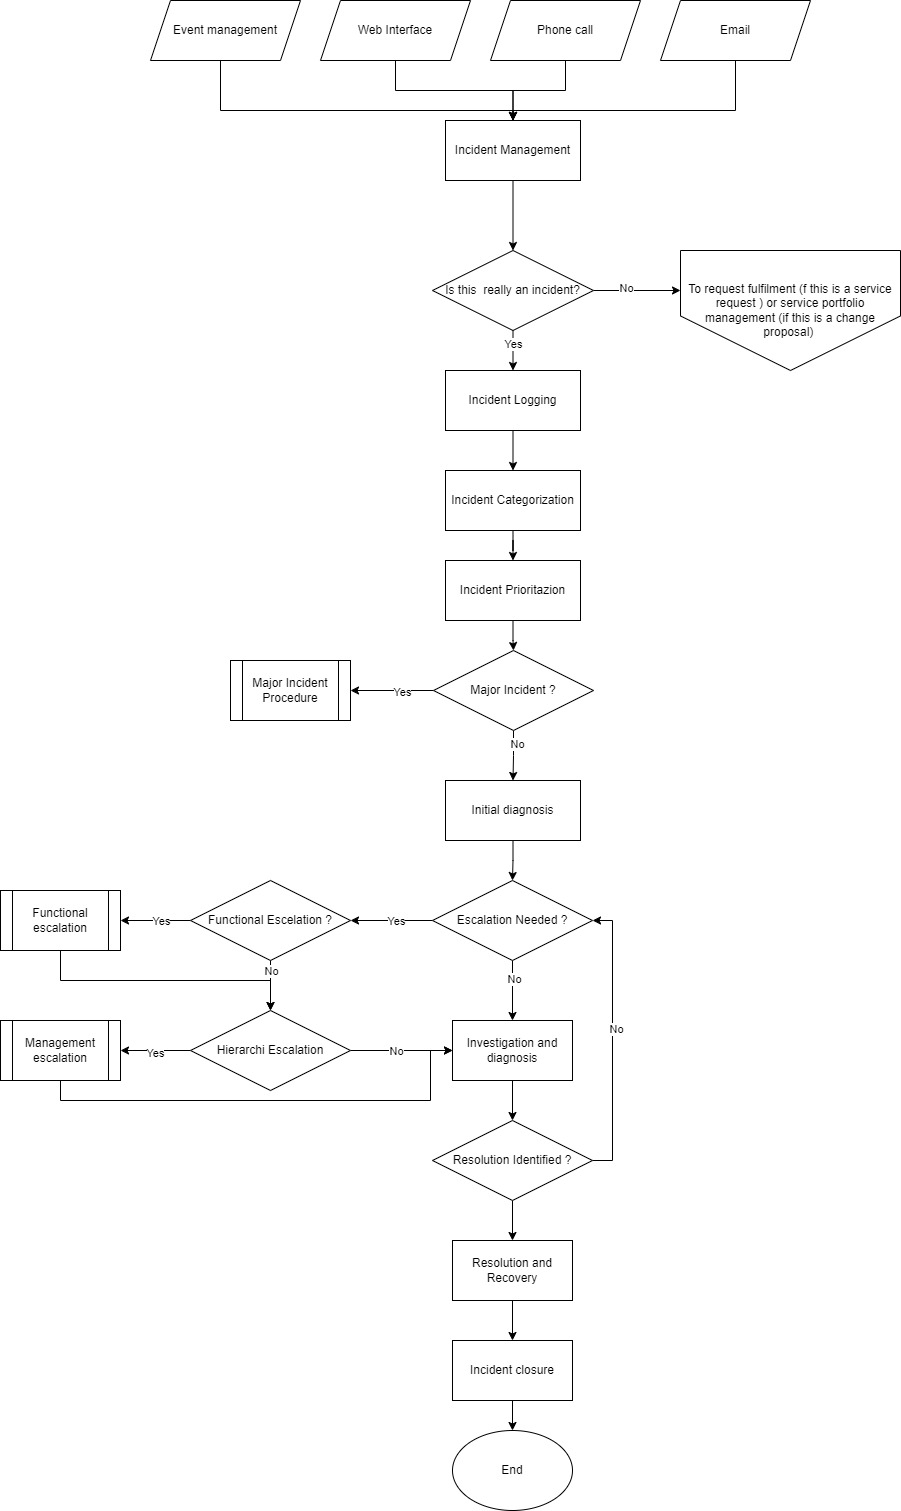 Event management
Web Interface
Phone call
Email
Incident Management
Is this  really an incident?
No
To request fulfilment (f this is a service
request ) or service portfolio
management (if this is a change
proposal)
Yes
Incident Logging
Incident Categorization
Incident Prioritazion
Major Incident ?
Yes
Major Incident
Procedure
No
Initial diagnosis
Escalation Needed ?
Yes
Functional Escelation ?
Yes
Functional
escalation
No
No
Hierarchi Escalation
Yes
Management
escalation
No
Investigation and
diagnosis
No
Resolution Identified ?
Resolution and
Recovery
Incident closure
End